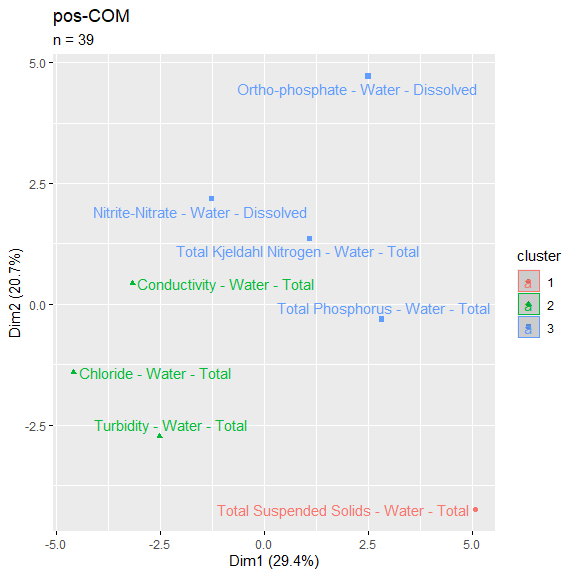 pos-COM
n = 39
5.0
Ortho-phosphate - Water - Dissolved
2.5
Nitrite-Nitrate - Water - Dissolved
Total Kjeldahl Nitrogen - Water - Total
Conductivity - Water - Total
0.0
Total Phosphorus - Water - Total
Chloride - Water - Total
Turbidity - Water - Total
-2.5
Total Suspended Solids - Water - Total
-5.0
-2.5
0.0
2.5
5.0
Dim1 (29.4%)
Dim2 (20.7%)
cluster
a 1
a 2
a 3